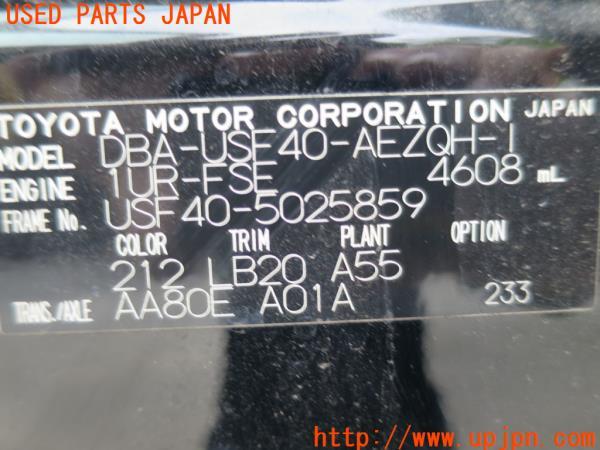 USED PARTS JAPAN
TOYOTA MOTOR CORPORATION JAPAN
MODEL DBA-USF40-AEZQH-I
ENGINE 1UR-FSE 4608 mL
FRAME No. USF40-5025859
COLOR TRIM PLANT OPTION
212 LB20 A55
TRANS./AXLE AA80E A01A 233
http://www.upjpn.com